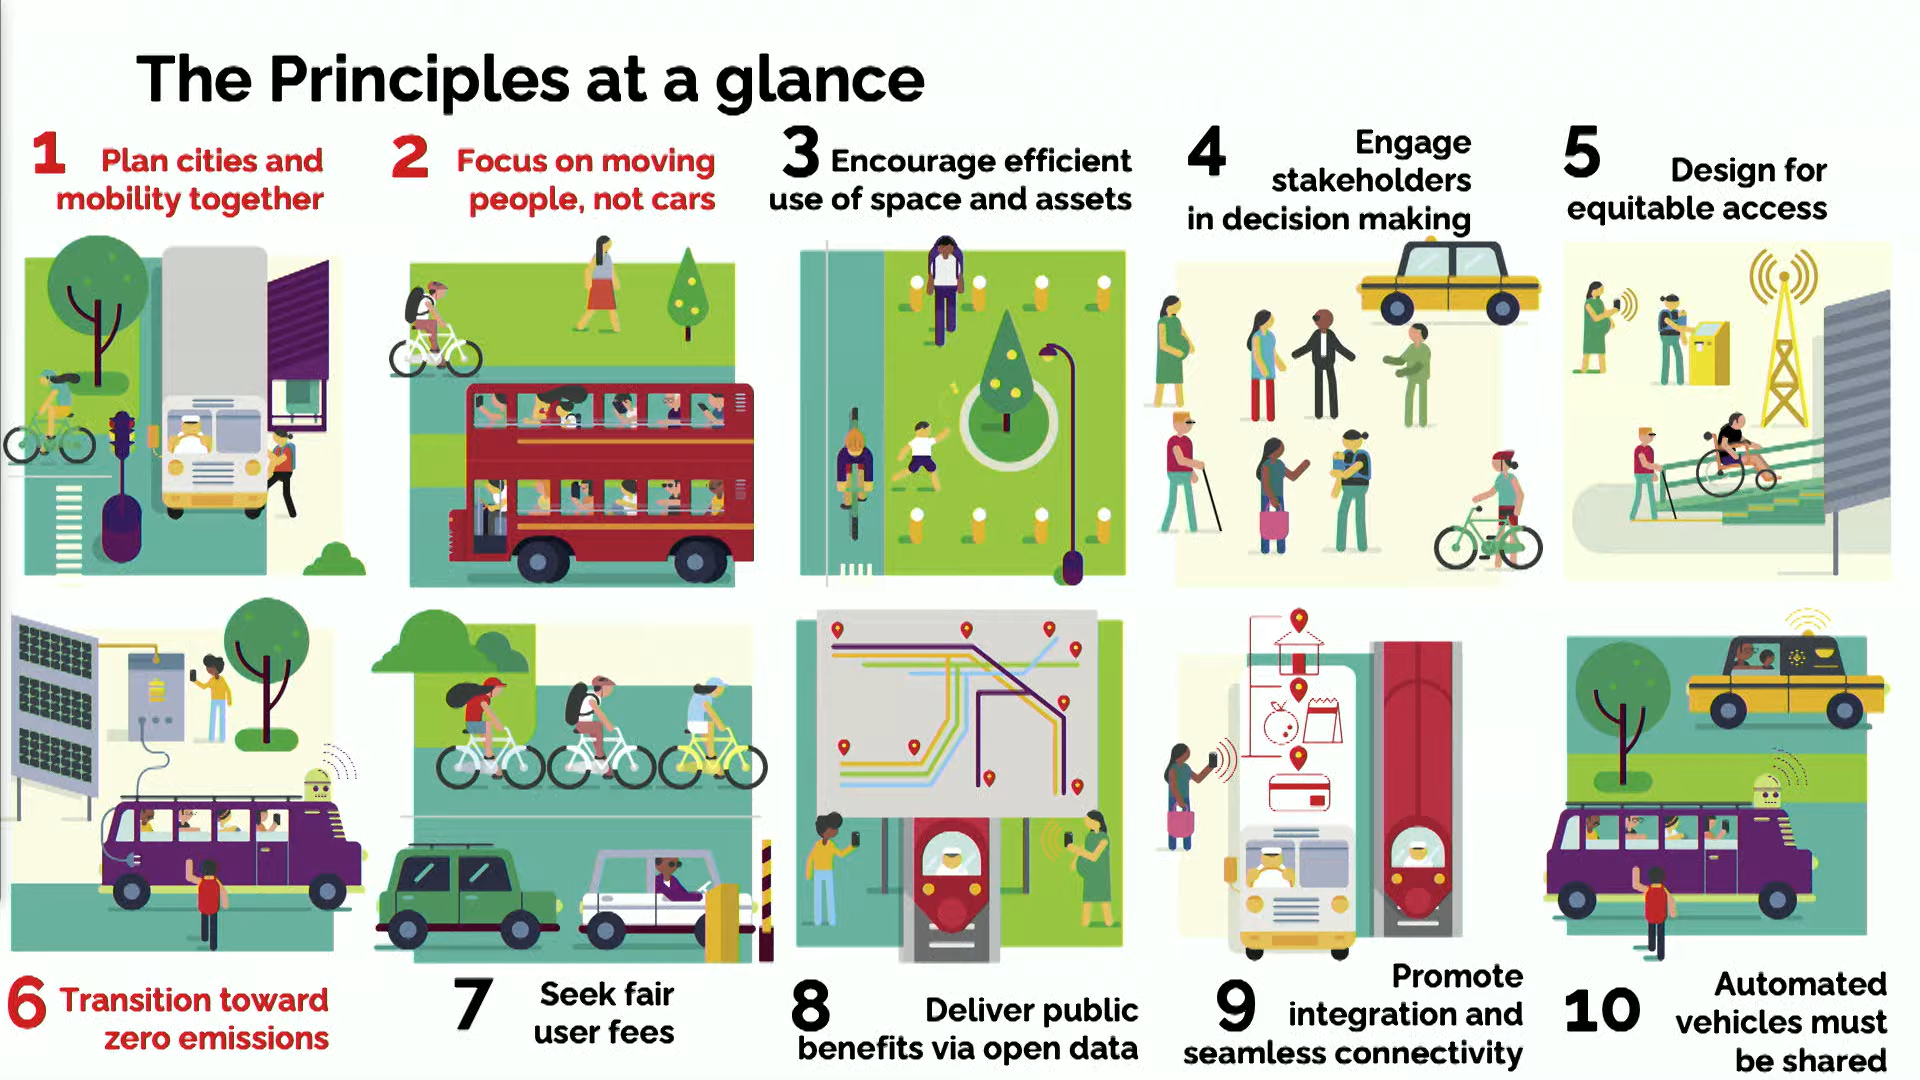 The Principles at a glance
1 Plan cities and
mobility together
2 Focus on moving
people, not cars
3 Encourage efficient
use of space and assets
4 Engage
stakeholders
in decision making
5 Design for
equitable access
6 Transition toward
zero emissions
7 Seek fair
user fees
8 Deliver public
benefits via open data
9 Promote
integration and
seamless connectivity
10 Automated
vehicles must
be shared